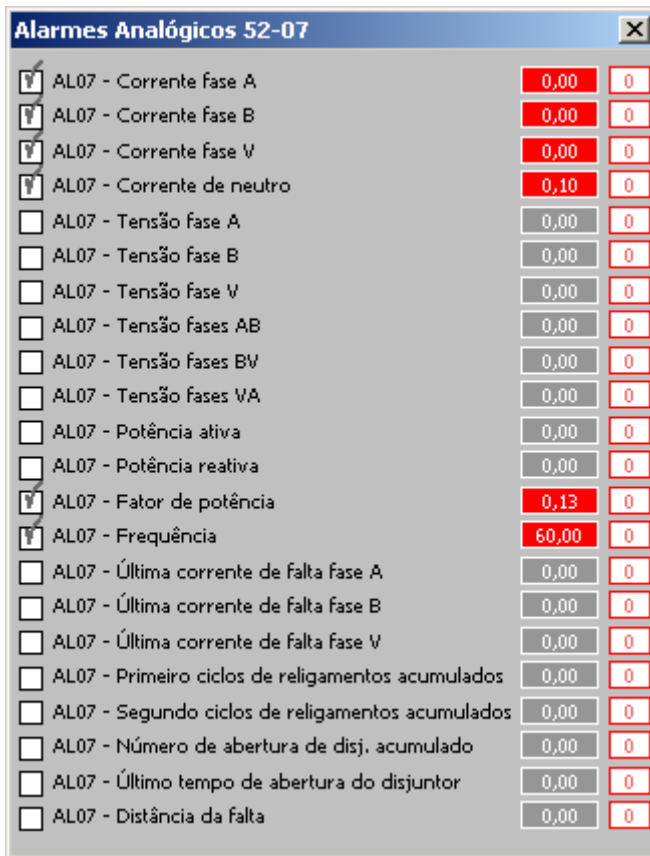 Alarmes Analógicos 52-07
AL07 - Corrente fase A 0,00 0
AL07 - Corrente fase B 0,00 0
AL07 - Corrente fase V 0,00 0
AL07 - Corrente de neutro 0,10 0
AL07 - Tensão fase A 0,00 0
AL07 - Tensão fase B 0,00 0
AL07 - Tensão fase V 0,00 0
AL07 - Tensão fases AB 0,00 0
AL07 - Tensão fases BV 0,00 0
AL07 - Tensão fases VA 0,00 0
AL07 - Potência ativa 0,00 0
AL07 - Potência reativa 0,00 0
AL07 - Fator de potência 0,13 0
AL07 - Frequência 60,00 0
AL07 - Última corrente de falta fase A 0,00 0
AL07 - Última corrente de falta fase B 0,00 0
AL07 - Última corrente de falta fase V 0,00 0
AL07 - Primeiro ciclos de religamentos acumulados 0,00 0
AL07 - Segundo ciclos de religamentos acumulados 0,00 0
AL07 - Número de abertura de disj. acumulado 0,00 0
AL07 - Último tempo de abertura do disjuntor 0,00 0
AL07 - Distância da falta 0,00 0